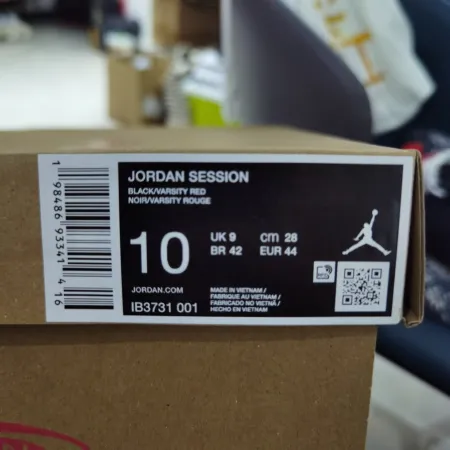 JORDAN SESSION
BLACK/VARSITY RED
NOIR/VARSITY ROUGE
10
UK 9 cm 28
BR 42 EUR 44
JORDAN.COM
IB3731 001
MADE IN VIETNAM /
FABRIQUE AU VIETNAM /
FABRICADO NO VIETNÃ /
HECHO EN VIETNAM
1 98486 93341 4 16